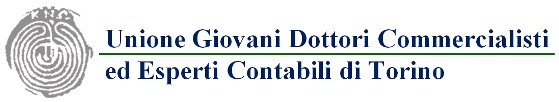 Unione Giovani Dottori Commercialisti
ed Esperti Contabili di Torino